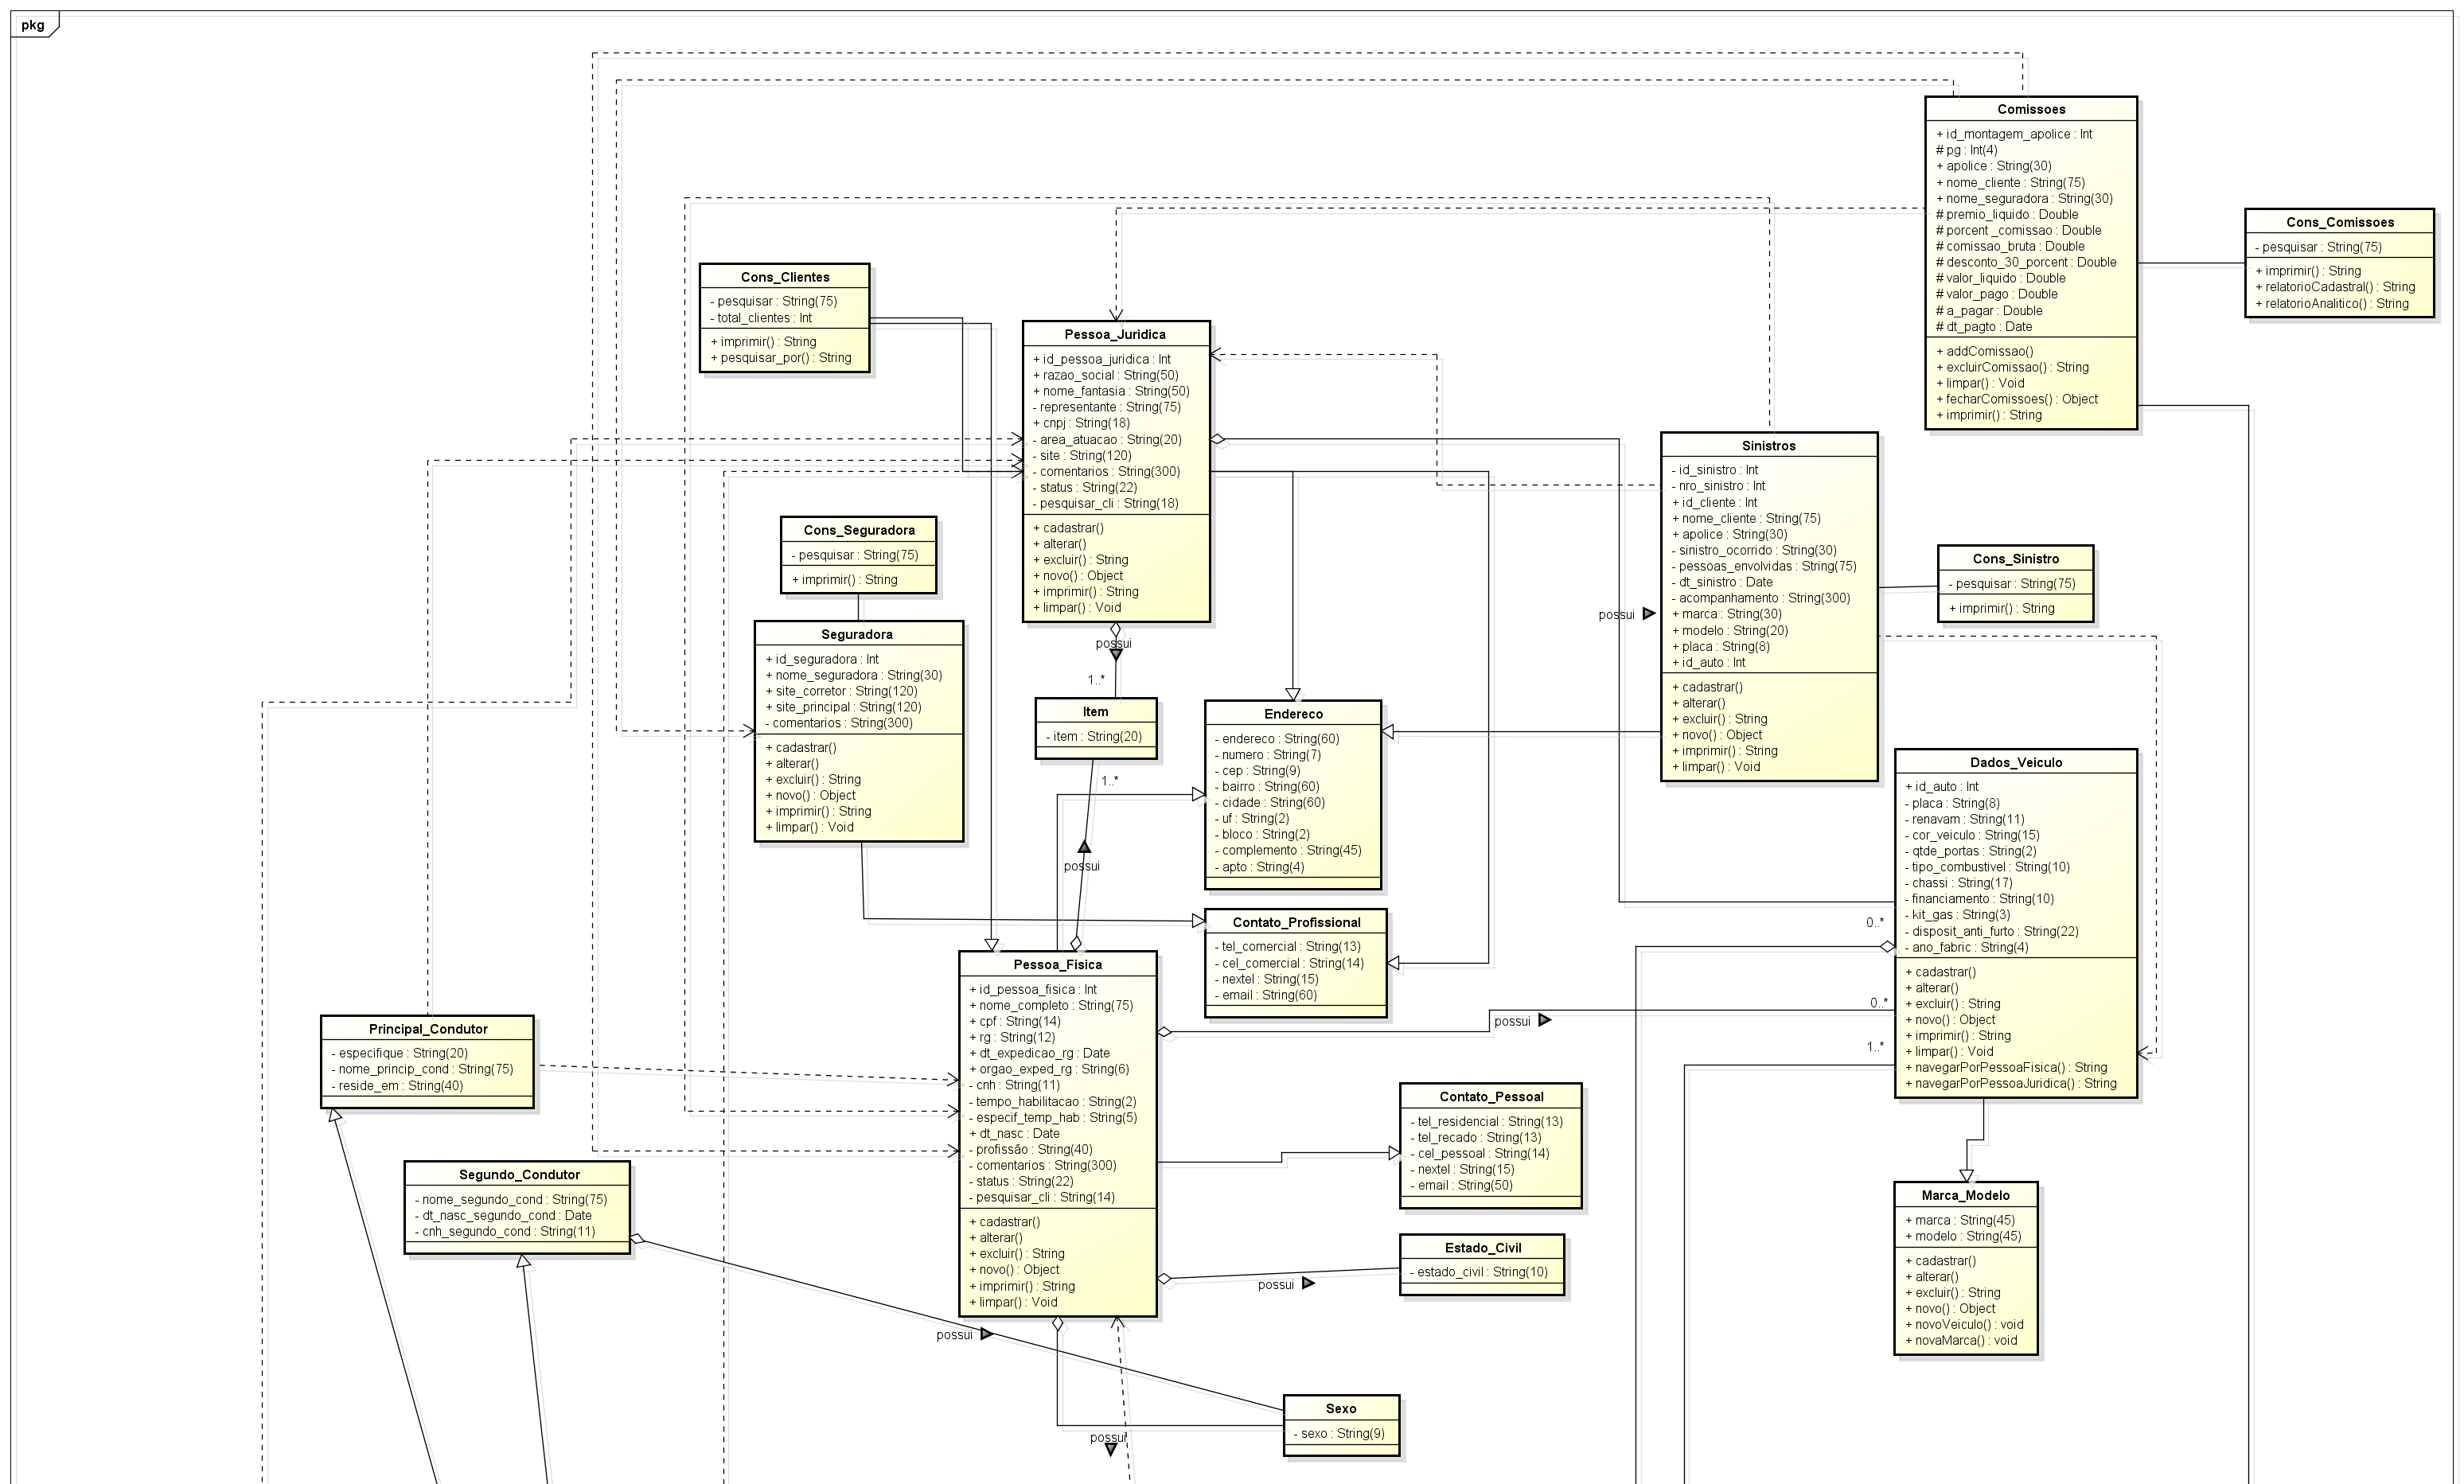 pkg
Comissoes
+ id_montagem_apolice : Int
# pg : Int(4)
+ apolice : String(30)
+ nome_cliente : String(75)
+ nome_seguradora : String(30)
# premio_liquido : Double
# porcent_comissao : Double
# comissao_bruta : Double
# desconto_30_porcent : Double
# valor_liquido : Double
# valor_pago : Double
# a_pagar : Double
# dt_pagto : Date
+ addComissao()
+ excluirComissao() : String
+ limpar() : Void
+ fecharComissoes() : Object
+ imprimir() : String
Cons_Comissoes
- pesquisar : String(75)
+ imprimir() : String
+ relatorioCadastral() : String
+ relatorioAnalitico() : String
Cons_Clientes
- pesquisar : String(75)
- total_clientes : Int
+ imprimir() : String
+ pesquisar_por() : String
Pessoa_Juridica
+ id_pessoa_juridica : Int
+ razao_social : String(50)
+ nome_fantasia : String(50)
- representante : String(75)
+ cnpj : String(18)
- area_atuacao : String(20)
- site : String(120)
- comentarios : String(300)
- status : String(22)
- pesquisar_cli : String(18)
+ cadastrar()
+ alterar()
+ excluir() : String
+ novo() : Object
+ imprimir() : String
+ limpar() : Void
possui
1..*
Sinistros
- id_sinistro : Int
- nro_sinistro : Int
+ id_cliente : Int
+ nome_cliente : String(75)
+ apolice : String(30)
- sinistro_ocorrido : String(30)
- pessoas_envolvidas : String(75)
- dt_sinistro : Date
- acompanhamento : String(300)
+ marca : String(30)
+ modelo : String(20)
+ placa : String(8)
+ id_auto : Int
+ cadastrar()
+ alterar()
+ excluir() : String
+ novo() : Object
+ imprimir() : String
+ limpar() : Void
possui
Cons_Sinistro
- pesquisar : String(75)
+ imprimir() : String
Cons_Seguradora
- pesquisar : String(75)
+ imprimir() : String
Seguradora
+ id_seguradora : Int
+ nome_seguradora : String(30)
+ site_corretor : String(120)
+ site_principal : String(120)
- comentarios : String(300)
+ cadastrar()
+ alterar()
+ excluir() : String
+ novo() : Object
+ imprimir() : String
+ limpar() : Void
Item
- item : String(20)
1..*
possui
Endereco
- endereco : String(60)
- numero : String(7)
- cep : String(9)
- bairro : String(60)
- cidade : String(60)
- uf : String(2)
- bloco : String(2)
- complemento : String(45)
- apto : String(4)
Contato_Profissional
- tel_comercial : String(13)
- cel_comercial : String(14)
- nextel : String(15)
- email : String(60)
Dados_Veiculo
+ id_auto : Int
- placa : String(8)
- renavam : String(11)
- cor_veiculo : String(15)
- qtde_portas : String(2)
- tipo_combustivel : String(10)
- chassi : String(17)
- financiamento : String(10)
- kit_gas : String(3)
- disposit_anti_furto : String(22)
- ano_fabric : String(4)
+ cadastrar()
+ alterar()
+ excluir() : String
+ novo() : Object
+ imprimir() : String
+ limpar() : Void
+ navegarPorPessoaFisica() : String
+ navegarPorPessoaJuridica() : String
0..*
0..*
possui
1..*
Pessoa_Fisica
+ id_pessoa_fisica : Int
+ nome_completo : String(75)
+ cpf : String(14)
+ rg : String(12)
+ dt_expedicao_rg : Date
+ orgao_exped_rg : String(6)
- cnh : String(11)
- tempo_habilitacao : String(2)
- especif_temp_hab : String(5)
+ dt_nasc : Date
- profissão : String(40)
- comentarios : String(300)
- status : String(22)
- pesquisar_cli : String(14)
+ cadastrar()
+ alterar()
+ excluir() : String
+ novo() : Object
+ imprimir() : String
+ limpar() : Void
Principal_Condutor
- especifique : String(20)
- nome_princip_cond : String(75)
- reside_em : String(40)
Segundo_Condutor
- nome_segundo_cond : String(75)
- dt_nasc_segundo_cond : Date
- cnh_segundo_cond : String(11)
Contato_Pessoal
- tel_residencial : String(13)
- tel_recado : String(13)
- cel_pessoal : String(14)
- nextel : String(15)
- email : String(50)
Estado_Civil
- estado_civil : String(10)
possui
possui
Marca_Modelo
+ marca : String(45)
+ modelo : String(45)
+ cadastrar()
+ alterar()
+ excluir() : String
+ novo() : Object
+ novoVeiculo() : void
+ novaMarca() : void
Sexo
- sexo : String(9)
possui